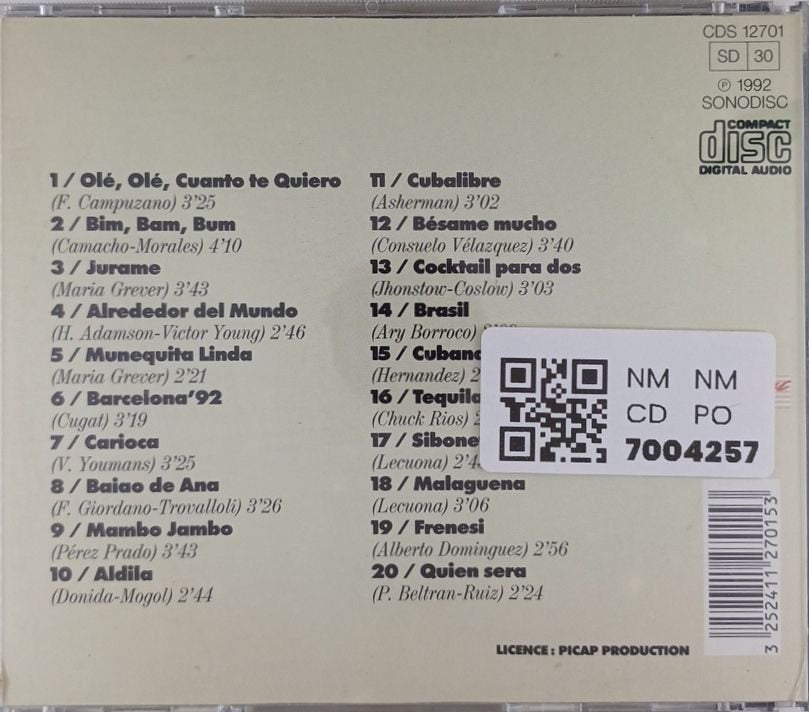 CDS 12701
SD 30
℗ 1992
SONODISC
COMPACT
disc
DIGITAL AUDIO
1 / Olé, Olé, Cuanto te Quiero
(F. Campuzano) 3'25
2 / Bim, Bam, Bum
(Camacho-Morales) 4'10
3 / Jurame
(Maria Grever) 3'43
4 / Alrededor del Mundo
(H. Adamson-Victor Young) 2'46
5 / Munequita Linda
(Maria Grever) 2'21
6 / Barcelona'92
(Cugat) 3'19
7 / Carioca
(V. Youmans) 3'25
8 / Baiao de Ana
(F. Giordano-Trovalloli) 3'26
9 / Mambo Jambo
(Pérez Prado) 3'43
10 / Aldila
(Donida-Mogol) 2'44
11 / Cubalibre
(Asherman) 3'02
12 / Bésame mucho
(Consuelo Vélazquez) 3'40
13 / Cocktail para dos
(Jhonstow-Coslow) 3'03
14 / Brasil
(Ary Borroco)
15 /
(Hernandez)
16 / Tequila
(Chuck Rios)
17 /
(Lecuona)
18 / Malaguena
(Lecuona) 3'06
19 / Frenesi
(Alberto Dominguez) 2'56
20 / Quien sera
(P. Beltran-Ruiz) 2'24
NM NM
CD PO
7004257
3 252411 270153
LICENCE : PICAP PRODUCTION